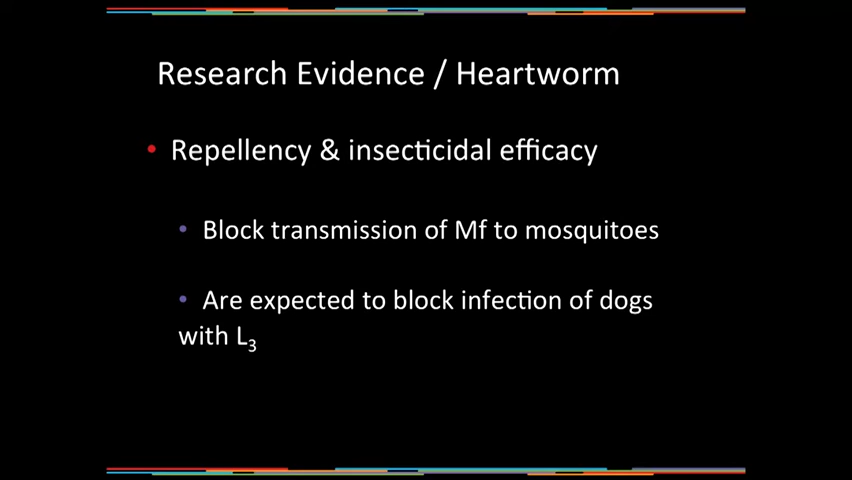 Research Evidence / Heartworm
• Repellency & insecticidal efficacy
• Block transmission of Mf to mosquitoes
• Are expected to block infection of dogs
with L₃